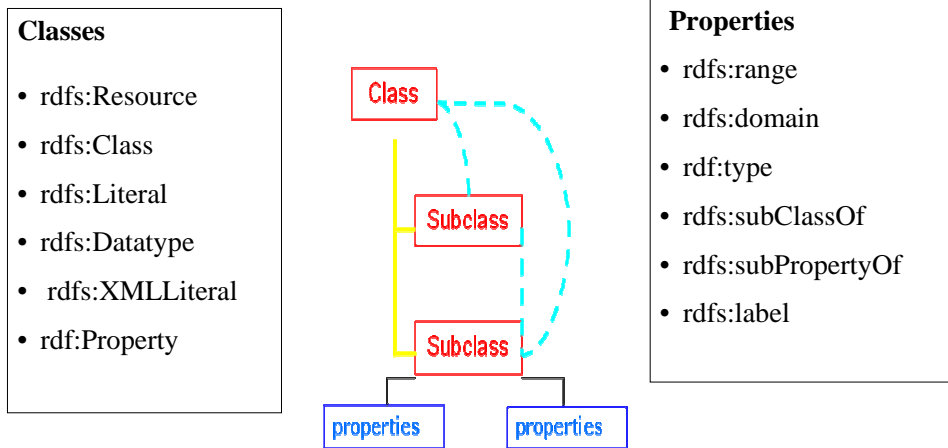 Classes
• rdfs:Resource
• rdfs:Class
• rdfs:Literal
• rdfs:Datatype
• rdfs:XMLLiteral
• rdf:Property
Class
Subclass
Subclass
properties
properties
Properties
• rdfs:range
• rdfs:domain
• rdf:type
• rdfs:subClassOf
• rdfs:subPropertyOf
• rdfs:label